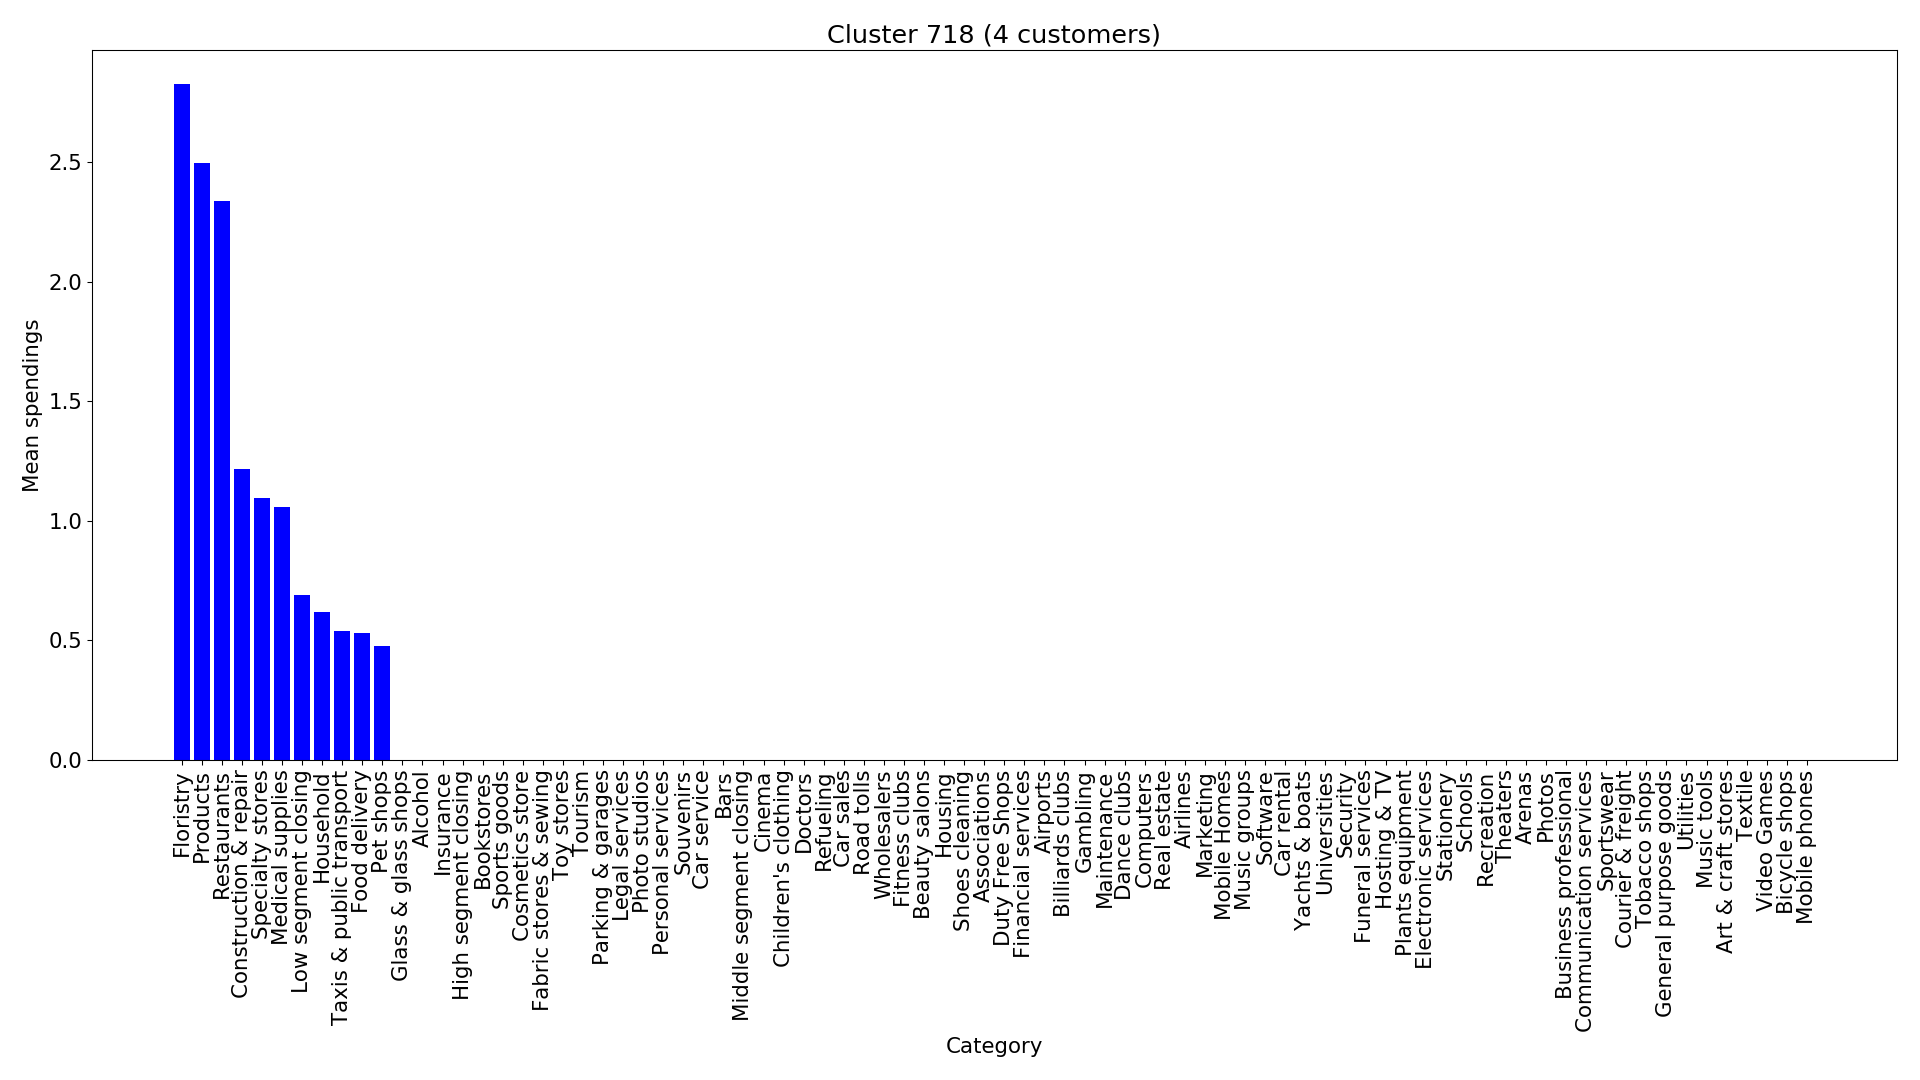 Cluster 718 (4 customers)
Mean spendings
2.5
2.0
1.5
1.0
0.5
0.0
Floristry
Products
Restaurants
Construction & repair
Specialty stores
Medical supplies
Low segment closing
Household
Taxis & public transport
Food delivery
Pet shops
Glass & glass shops
Alcohol
Insurance
High segment closing
Bookstores
Sports goods
Cosmetics store
Fabric stores & sewing
Toy stores
Tourism
Parking & garages
Legal services
Photo studios
Personal services
Souvenirs
Car service
Bars
Middle segment closing
Cinema
Children's clothing
Doctors
Refueling
Car sales
Road tolls
Wholesalers
Fitness clubs
Beauty salons
Housing
Shoes cleaning
Associations
Duty Free Shops
Financial services
Airports
Billiards clubs
Gambling
Maintenance
Dance clubs
Computers
Real estate
Airlines
Marketing
Mobile Homes
Music groups
Software
Car rental
Yachts & boats
Universities
Security
Funeral services
Hosting & TV
Plants equipment
Electronic services
Stationery
Schools
Recreation
Theaters
Arenas
Photos
Business professional
Communication services
Sportswear
Courier & freight
Tobacco shops
General purpose goods
Utilities
Music tools
Art & craft stores
Textile
Video Games
Bicycle shops
Mobile phones
Category